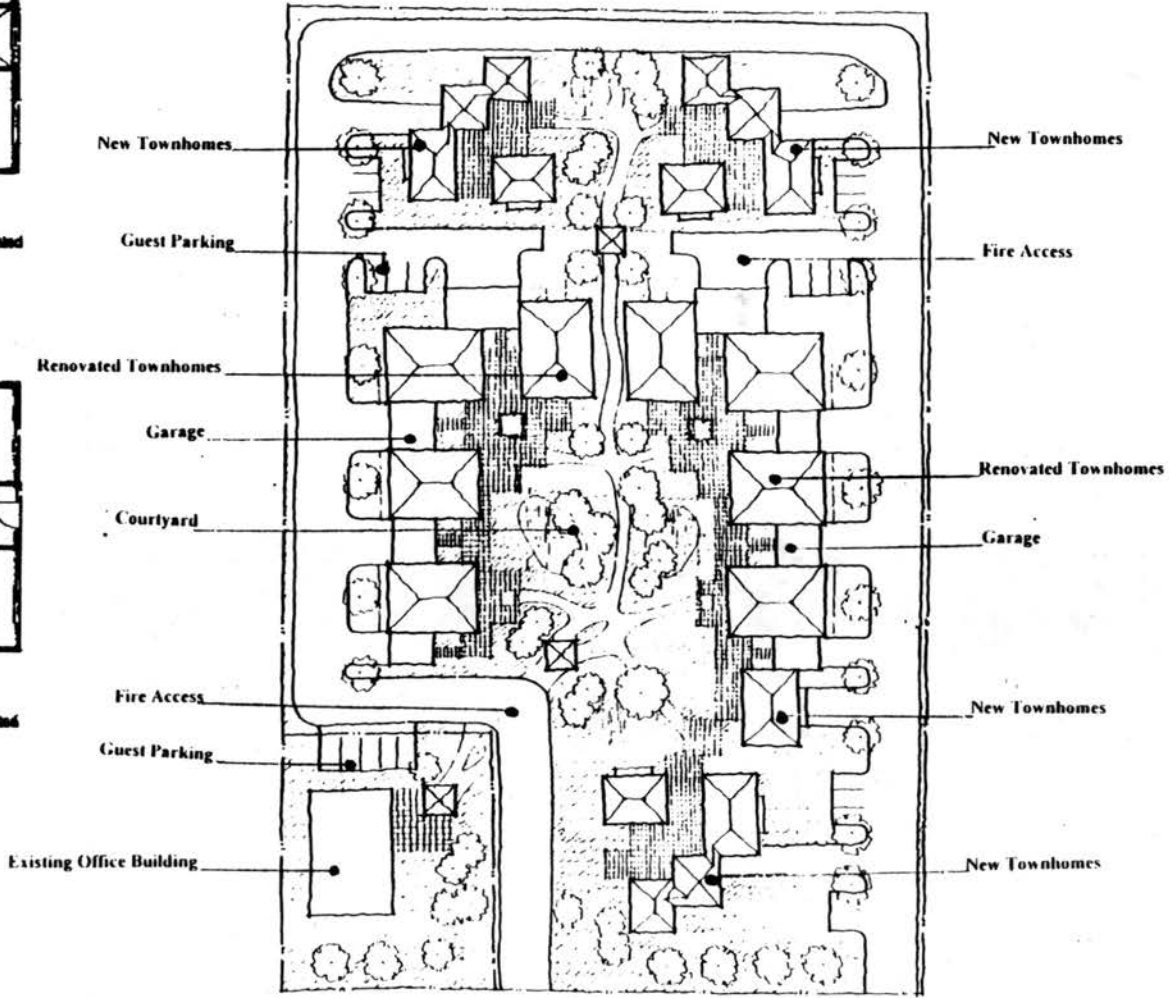 New Townhomes
Guest Parking
Renovated Townhomes
Garage
Courtyard
Fire Access
Guest Parking
Existing Office Building
New Townhomes
Fire Access
Renovated Townhomes
Garage
New Townhomes
New Townhomes